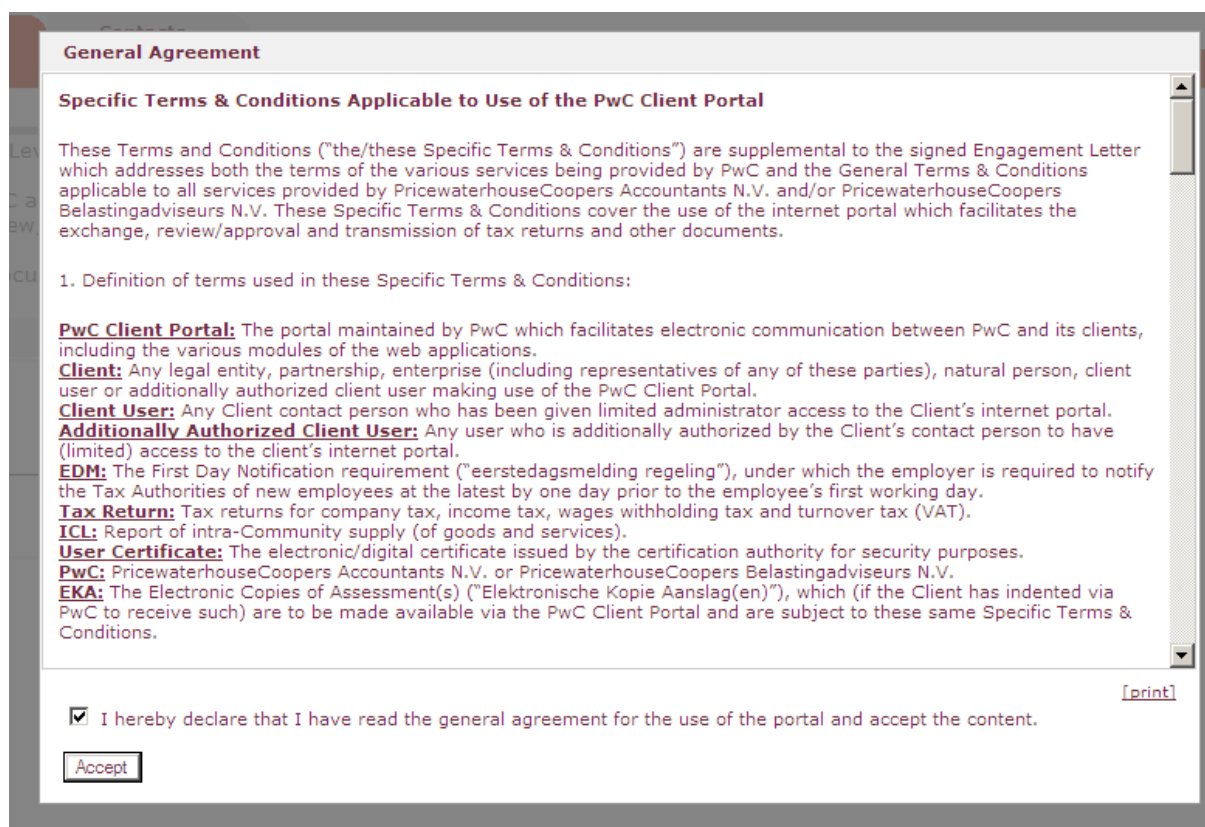 Contacts
General Agreement
Specific Terms & Conditions Applicable to Use of the PwC Client Portal
These Terms and Conditions (“the/these Specific Terms & Conditions”) are supplemental to the signed Engagement Letter
which addresses both the terms of the various services being provided by PwC and the General Terms & Conditions
applicable to all services provided by PricewaterhouseCoopers Accountants N.V. and/or PricewaterhouseCoopers
Belastingadviseurs N.V. These Specific Terms & Conditions cover the use of the internet portal which facilitates the
exchange, review/approval and transmission of tax returns and other documents.
1. Definition of terms used in these Specific Terms & Conditions:
PwC Client Portal: The portal maintained by PwC which facilitates electronic communication between PwC and its clients,
including the various modules of the web applications.
Client: Any legal entity, partnership, enterprise (including representatives of any of these parties), natural person, client
user or additionally authorized client user making use of the PwC Client Portal.
Client User: Any Client contact person who has been given limited administrator access to the Client’s internet portal.
Additionally Authorized Client User: Any user who is additionally authorized by the Client’s contact person to have
(limited) access to the client’s internet portal.
EDM: The First Day Notification requirement (“eerstedagsmelding regeling”), under which the employer is required to notify
the Tax Authorities of new employees at the latest by one day prior to the employee’s first working day.
Tax Return: Tax returns for company tax, income tax, wages withholding tax and turnover tax (VAT).
ICL: Report of intra-Community supply (of goods and services).
User Certificate: The electronic/digital certificate issued by the certification authority for security purposes.
PwC: PricewaterhouseCoopers Accountants N.V. or PricewaterhouseCoopers Belastingadviseurs N.V.
EKA: The Electronic Copies of Assessment(s) (“Elektronische Kopie Aanslag(en)”), which (if the Client has indented via
PwC to receive such) are to be made available via the PwC Client Portal and are subject to these same Specific Terms &
Conditions.
[print]
I hereby declare that I have read the general agreement for the use of the portal and accept the content.
Accept